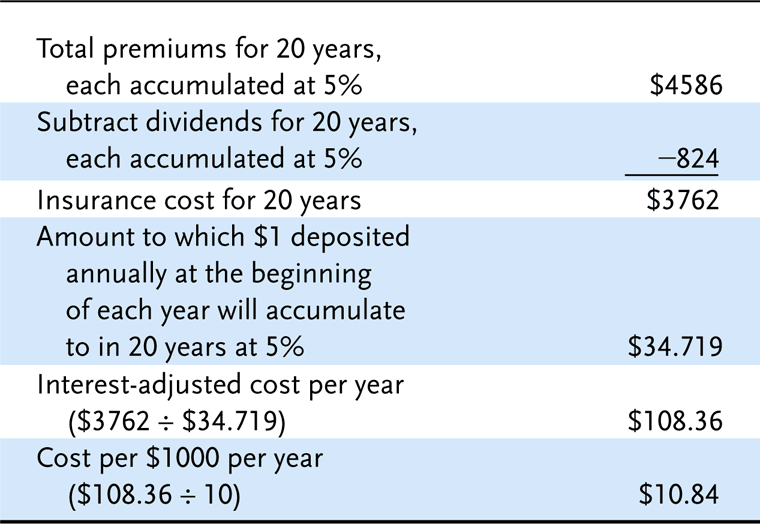 Total premiums for 20 years,
each accumulated at 5% $4586
Subtract dividends for 20 years,
each accumulated at 5% −824
Insurance cost for 20 years $3762
Amount to which $1 deposited
annually at the beginning
of each year will accumulate
to in 20 years at 5% $34.719
Interest-adjusted cost per year
($3762 ÷ $34.719) $108.36
Cost per $1000 per year
($108.36 ÷ 10) $10.84